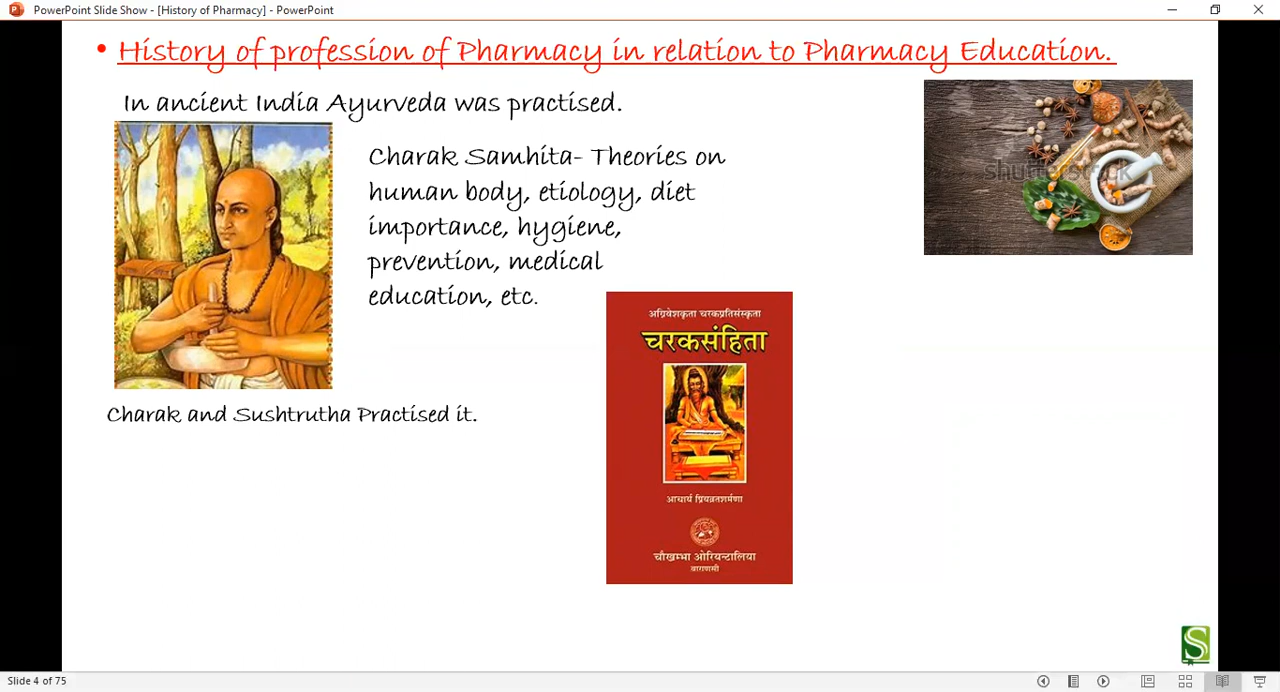 PowerPoint Slide Show - [History of Pharmacy] - PowerPoint
• History of profession of Pharmacy in relation to Pharmacy Education.
In ancient India Ayurveda was practised.
Charak Samhita- Theories on
human body, etiology, diet
importance, hygiene,
prevention, medical
education, etc.
Charak and Sushtrutha Practised it.
shutterstock
अग्निवेशकृता चरकप्रतिसंस्कृता
चरकसंहिता
आचार्य प्रियव्रतशर्मणा
चौखम्भा ओरियन्टालिया
वाराणसी
S
Slide 4 of 75